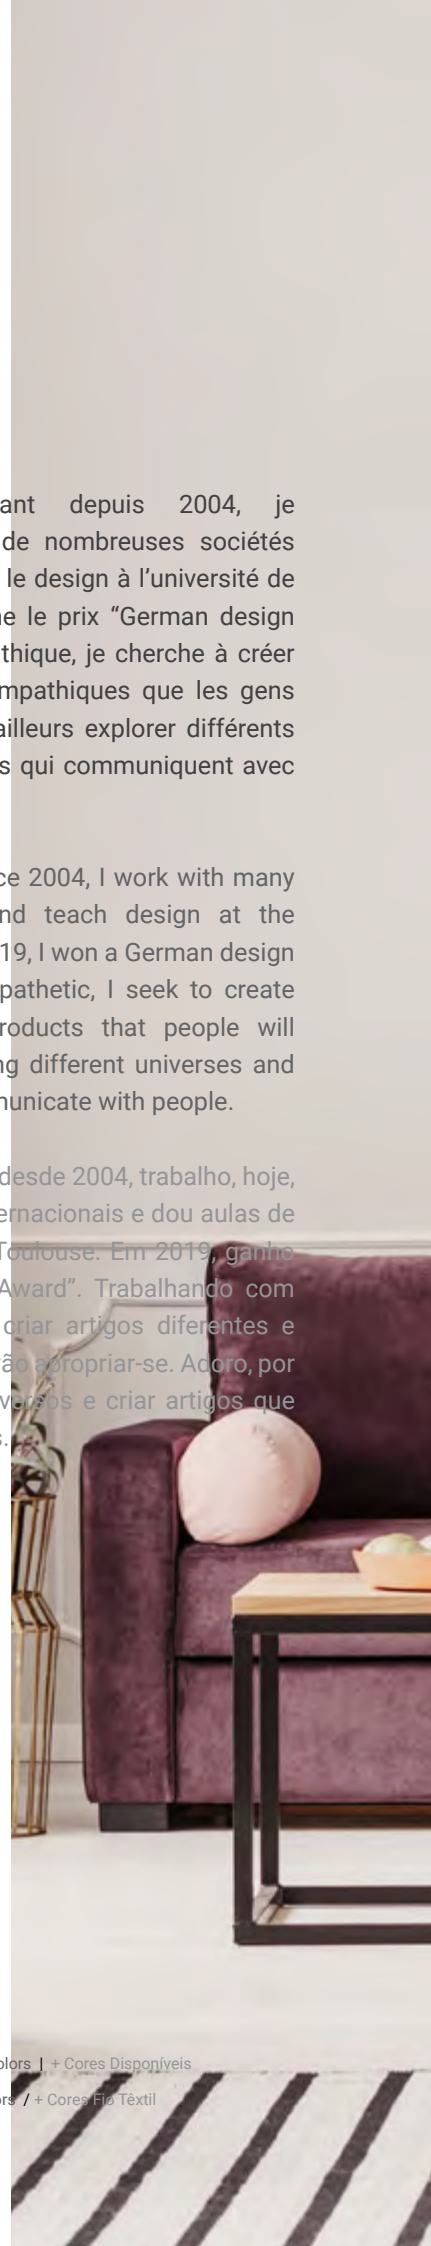 ant depuis 2004, je
de nombreuses sociétés
le design à l’université de
e le prix “German design
thique, je cherche à créer
mpathiques que les gens
ailleurs explorer différents
s qui communiquent avec
ce 2004, I work with many
nd teach design at the
19, I won a German design
pathetic, I seek to create
roducts that people will
ng different universes and
unicate with people.
desde 2004, trabalho, hoje,
ernacionais e dou aulas de
Toulouse. Em 2019, ganho
Award”. Trabalhando com
criar artigos diferentes e
ão apropriar-se. Adoro, por
versos e criar artigos que
s.
olors | + Cores Disponíveis
rs / + Cores Fio Têxtil